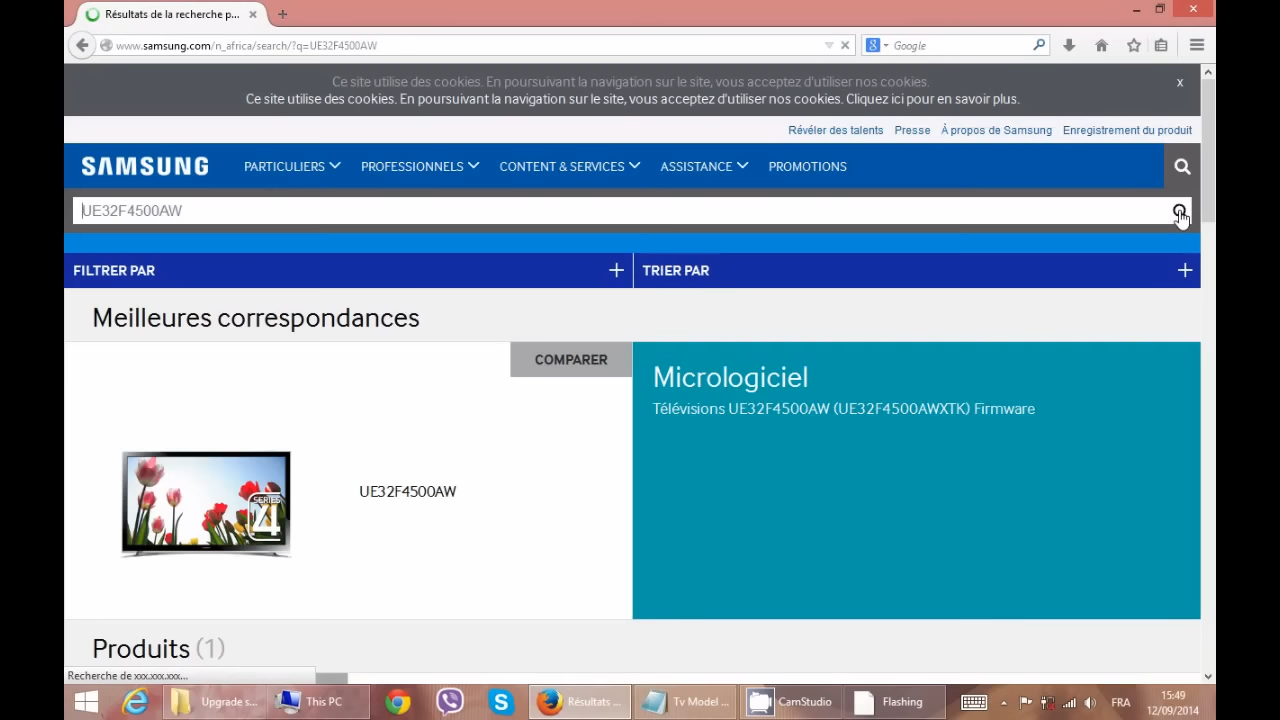 Résultats de la recherche p...
www.samsung.com/n_africa/search/?q=UE32F4500AW
Google
Ce site utilise des cookies. En poursuivant la navigation sur le site, vous acceptez d'utiliser nos cookies.
Ce site utilise des cookies. En poursuivant la navigation sur le site, vous acceptez d'utiliser nos cookies. Cliquez ici pour en savoir plus.
x
Révéler des talents Presse À propos de Samsung Enregistrement du produit
SAMSUNG PARTICULIERS PROFESSIONNELS CONTENT & SERVICES ASSISTANCE PROMOTIONS
UE32F4500AW
FILTRER PAR TRIER PAR
Meilleures correspondances
COMPARER
Micrologiciel
Télévisions UE32F4500AW (UE32F4500AWXTK) Firmware
SERIES
4
UE32F4500AW
Produits (1)
Recherche de xxx.xxx.xxx...
Upgrade s... This PC Résultats ... Tv Model ... CamStudio Flashing FRA 15:49
12/09/2014